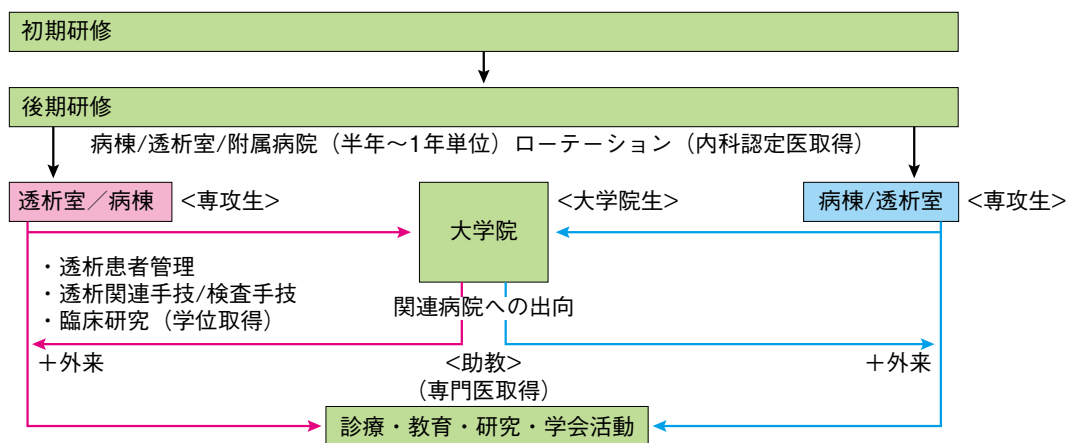 初期研修
後期研修
病棟/透析室/附属病院（半年～1年単位）ローテーション（内科認定医取得）
透析室／病棟
<専攻生>
大学院
<大学院生>
病棟/透析室
<専攻生>
・透析患者管理
・透析関連手技/検査手技
・臨床研究（学位取得）
関連病院への出向
＋外来
<助教>
（専門医取得）
＋外来
診療・教育・研究・学会活動